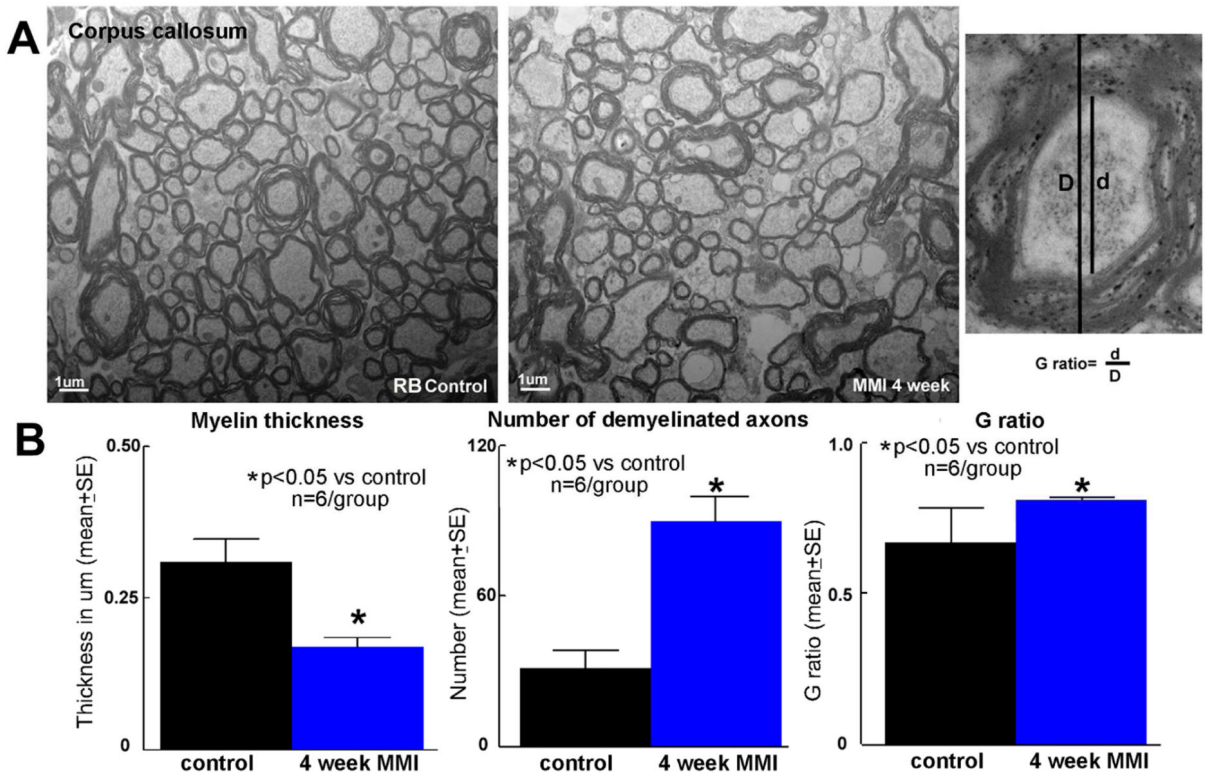 A
Corpus callosum
1um
RB Control
1um
MMI 4 week
D
d
G ratio= d
D
B
Myelin thickness
Thickness in um (mean±SE)
0.50
0.25
0
*p<0.05 vs control
n=6/group
*
control
4 week MMI
Number of demyelinated axons
Number (mean±SE)
120
60
0
*p<0.05 vs control
n=6/group
*
control
4 week MMI
G ratio
G ratio (mean±SE)
1.0
0.5
0
*p<0.05 vs control
n=6/group
*
control
4 week MMI